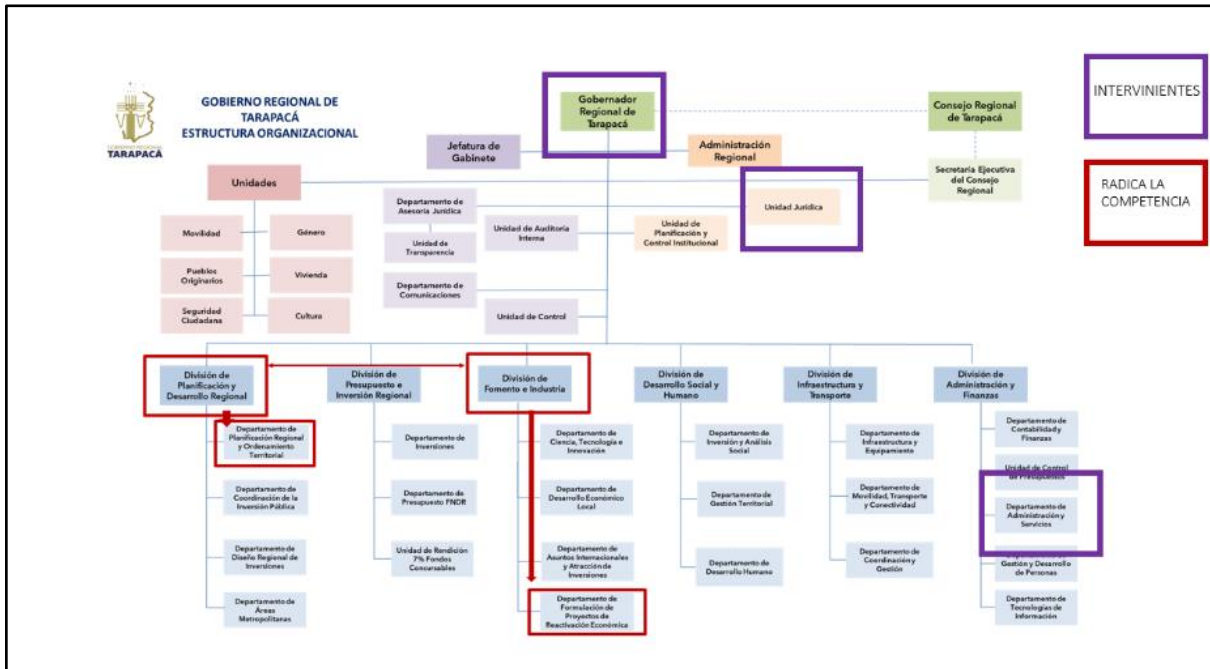 GOBIERNO REGIONAL DE
TARAPACÁ
ESTRUCTURA ORGANIZACIONAL
GOBIERNO REGIONAL
TARAPACÁ
Gobernador
Regional de
Tarapacá
Consejo Regional
de Tarapacá
INTERVINIENTES
Jefatura de
Gabinete
Administración
Regional
Secretaría Ejecutiva
del Consejo
Regional
RADICA LA
COMPETENCIA
Unidades
Departamento de
Asesoría Jurídica
Unidad Jurídica
Movilidad
Género
Unidad de
Transparencia
Unidad de Auditoría
Interna
Unidad de
Planificación y
Control Institucional
Pueblos
Originarios
Vivienda
Departamento de
Comunicaciones
Seguridad
Ciudadana
Cultura
Unidad de Control
División de
Planificación y
Desarrollo Regional
División de
Presupuesto e
Inversión Regional
División de
Fomento e Industria
División de
Desarrollo Social y
Humano
División de
Infraestructura y
Transporte
División de
Administración y
Finanzas
Departamento de
Planificación Regional
y Ordenamiento
Territorial
Departamento de
Inversiones
Departamento de
Ciencia, Tecnología e
Innovación
Departamento de
Inversión y Análisis
Social
Departamento de
Infraestructura y
Equipamiento
Departamento de
Contabilidad y
Finanzas
Unidad de Control
de Presupuestos
Departamento de
Coordinación de la
Inversión Pública
Departamento de
Presupuesto FNDR
Departamento de
Desarrollo Económico
Local
Departamento de
Gestión Territorial
Departamento de
Movilidad, Transporte
y Conectividad
Departamento de
Administración y
Servicios
Departamento de
Diseño Regional de
Inversiones
Unidad de Rendición
7% Fondos
Concursables
Departamento de
Asuntos Internacionales
y Atracción de
Inversiones
Departamento de
Desarrollo Humano
Departamento de
Coordinación y
Gestión
Departamento de
Gestión y Desarrollo
de Personas
Departamento de
Áreas
Metropolitanas
Departamento de
Formulación de
Proyectos de
Reactivación Económica
Departamento de
Tecnologías de
Información